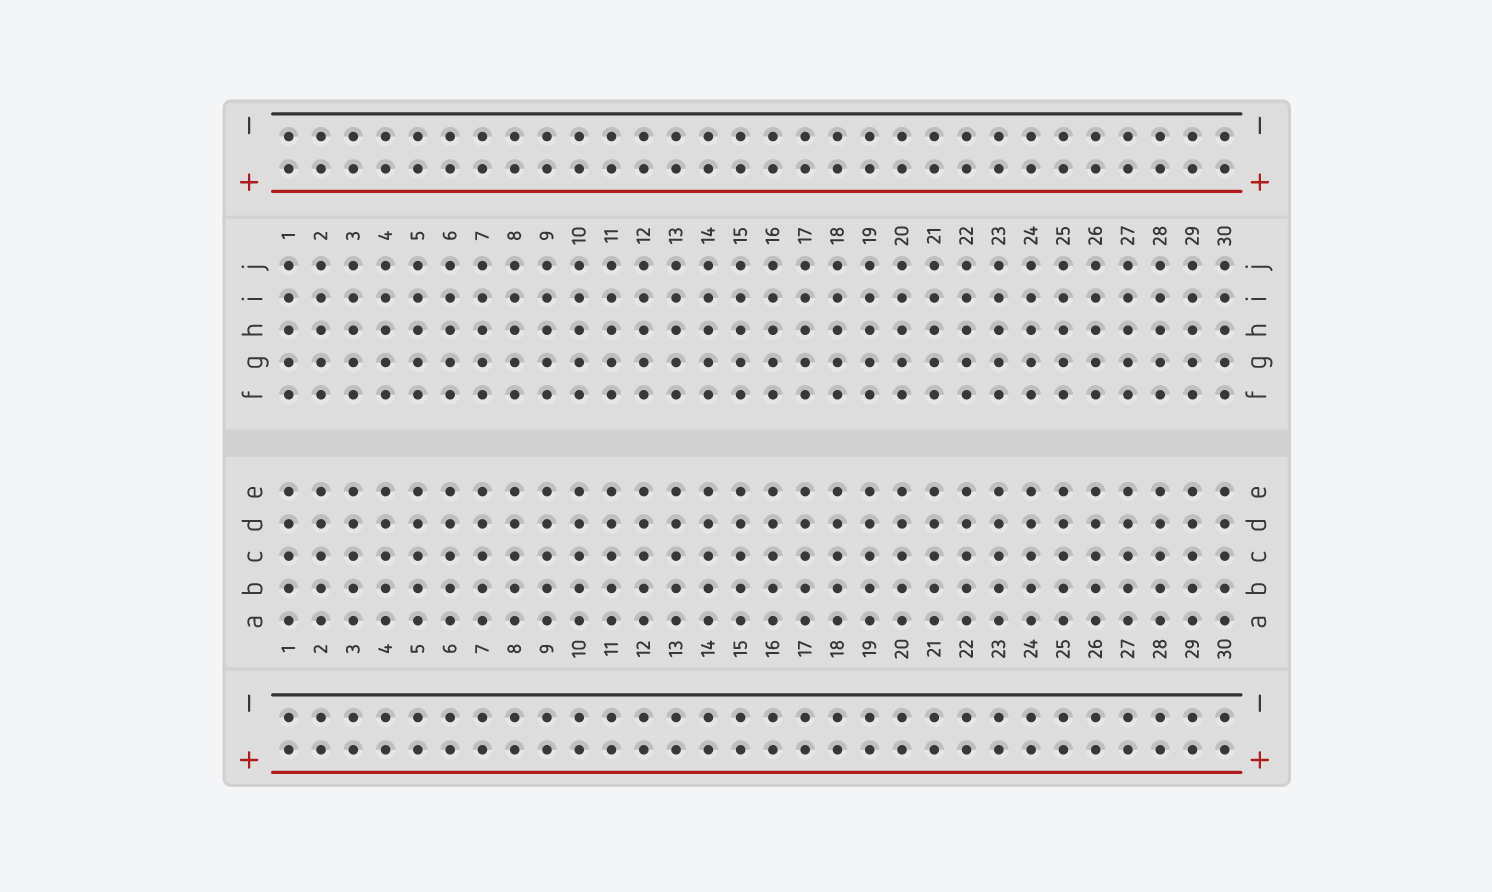 – –
+ +
1 2 3 4 5 6 7 8 9 10 11 12 13 14 15 16 17 18 19 20 21 22 23 24 25 26 27 28 29 30
j j
i i
h h
g g
f f
e e
d d
c c
b b
a a
1 2 3 4 5 6 7 8 9 10 11 12 13 14 15 16 17 18 19 20 21 22 23 24 25 26 27 28 29 30
– –
+ +